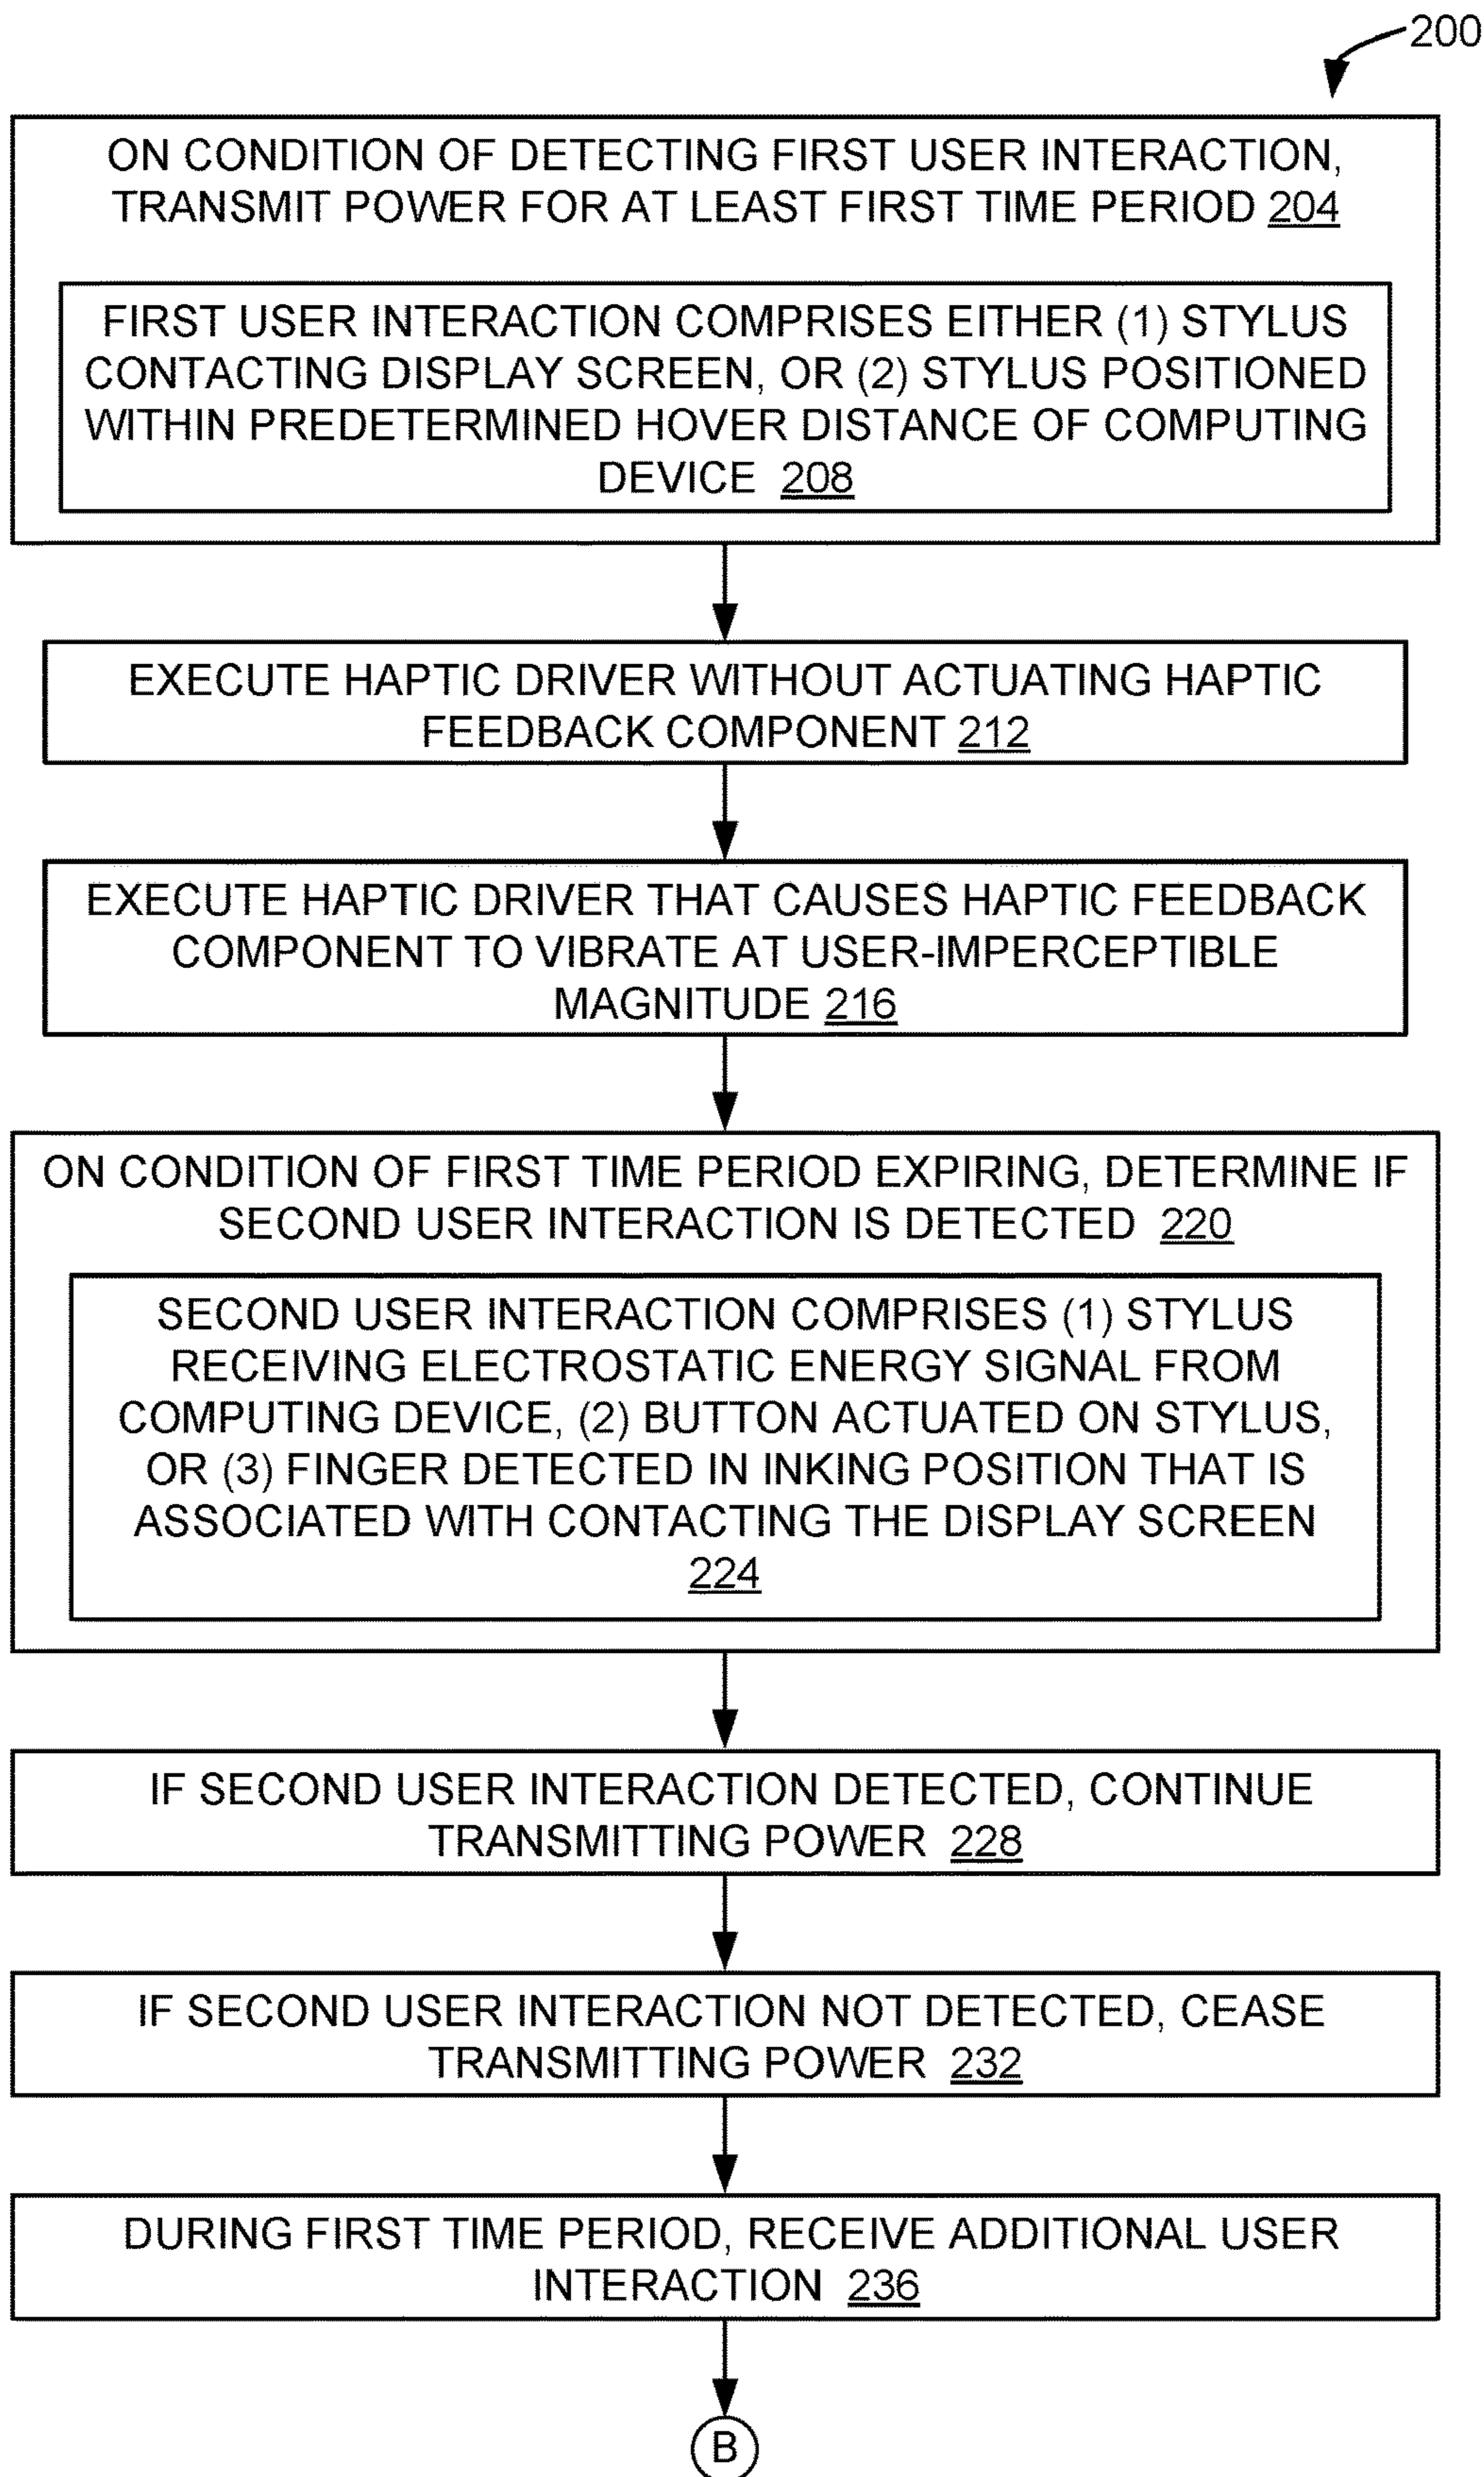 200
ON CONDITION OF DETECTING FIRST USER INTERACTION,
TRANSMIT POWER FOR AT LEAST FIRST TIME PERIOD 204
FIRST USER INTERACTION COMPRISES EITHER (1) STYLUS
CONTACTING DISPLAY SCREEN, OR (2) STYLUS POSITIONED
WITHIN PREDETERMINED HOVER DISTANCE OF COMPUTING
DEVICE 208
EXECUTE HAPTIC DRIVER WITHOUT ACTUATING HAPTIC
FEEDBACK COMPONENT 212
EXECUTE HAPTIC DRIVER THAT CAUSES HAPTIC FEEDBACK
COMPONENT TO VIBRATE AT USER-IMPERCEPTIBLE
MAGNITUDE 216
ON CONDITION OF FIRST TIME PERIOD EXPIRING, DETERMINE IF
SECOND USER INTERACTION IS DETECTED 220
SECOND USER INTERACTION COMPRISES (1) STYLUS
RECEIVING ELECTROSTATIC ENERGY SIGNAL FROM
COMPUTING DEVICE, (2) BUTTON ACTUATED ON STYLUS,
OR (3) FINGER DETECTED IN INKING POSITION THAT IS
ASSOCIATED WITH CONTACTING THE DISPLAY SCREEN
224
IF SECOND USER INTERACTION DETECTED, CONTINUE
TRANSMITTING POWER 228
IF SECOND USER INTERACTION NOT DETECTED, CEASE
TRANSMITTING POWER 232
DURING FIRST TIME PERIOD, RECEIVE ADDITIONAL USER
INTERACTION 236
B